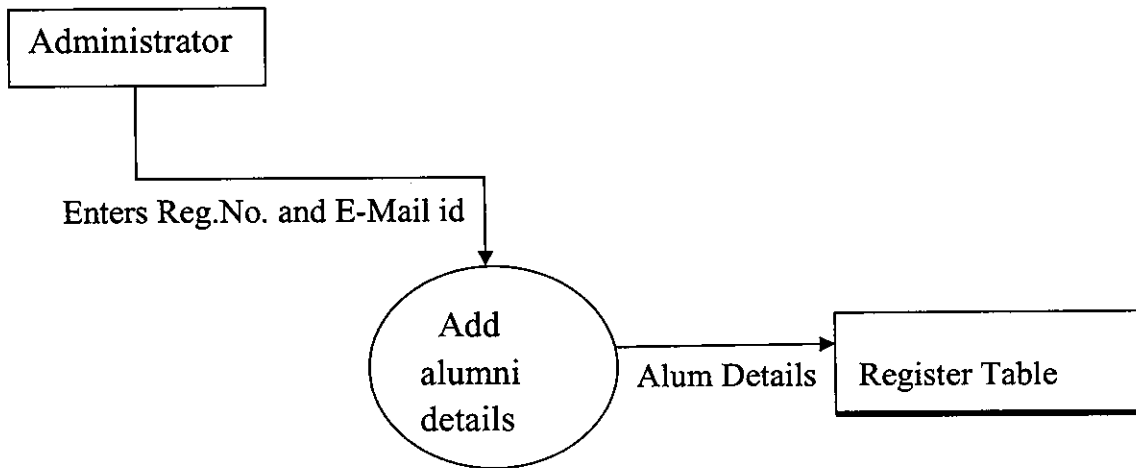 Administrator
Enters Reg.No. and E-Mail id
Add
alumni
details
Alum Details
Register Table